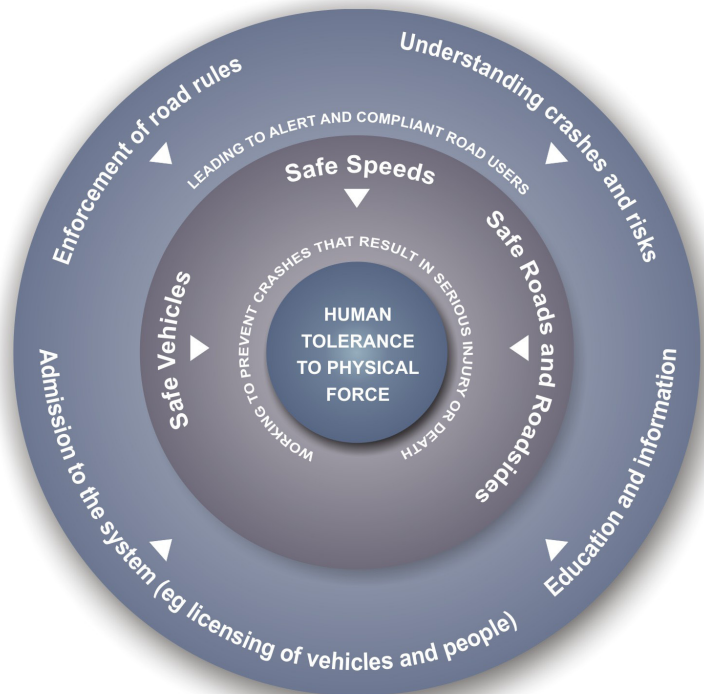 Understanding crashes and risks
Enforcement of road rules
LEADING TO ALERT AND COMPLIANT ROAD USERS
Safe Speeds
Safe Roads and Roadsides
Safe Vehicles
WORKING TO PREVENT CRASHES THAT RESULT IN SERIOUS INJURY OR DEATH
HUMAN
TOLERANCE
TO PHYSICAL
FORCE
Admission to the system (eg licensing of vehicles and people)
Education and information